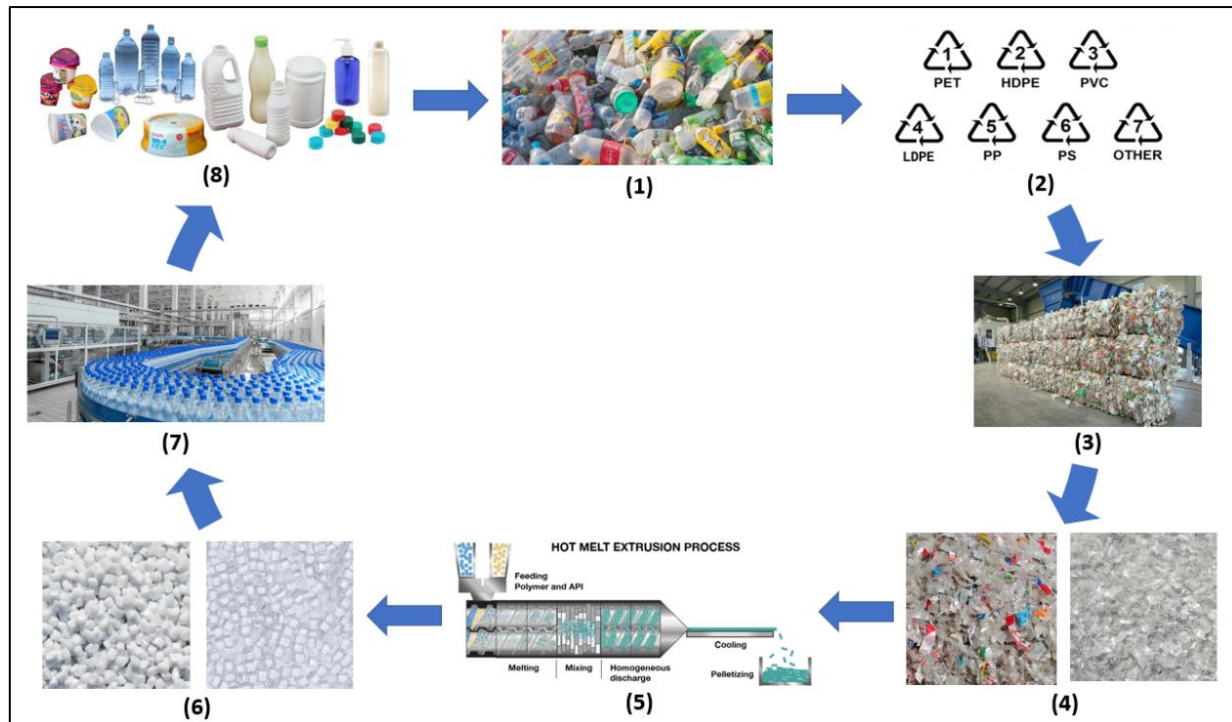 (8)
(1)
1
PET
2
HDPE
3
PVC
4
LDPE
5
PP
6
PS
7
OTHER
(2)
(3)
(4)
HOT MELT EXTRUSION PROCESS
Feeding
Polymer and API
Melting
Mixing
Homogeneous
discharge
Cooling
Pelletizing
(5)
(6)
(7)